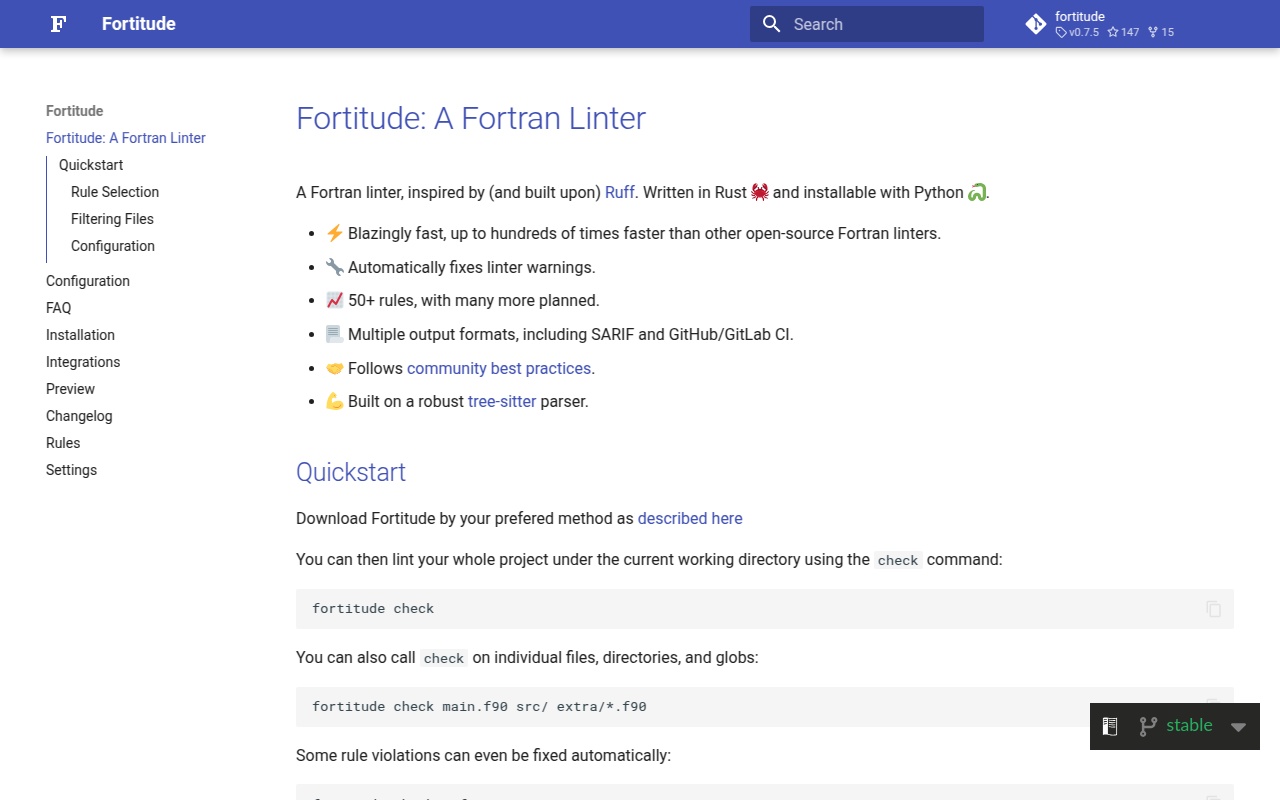 Fortitude
Search
fortitude
v0.7.5 147 15
Fortitude
Fortitude: A Fortran Linter
Quickstart
Rule Selection
Filtering Files
Configuration
Configuration
FAQ
Installation
Integrations
Preview
Changelog
Rules
Settings
Fortitude: A Fortran Linter
A Fortran linter, inspired by (and built upon) Ruff. Written in Rust 🦀 and installable with Python 🐍.
⚡ Blazingly fast, up to hundreds of times faster than other open-source Fortran linters.
🔧 Automatically fixes linter warnings.
📈 50+ rules, with many more planned.
📃 Multiple output formats, including SARIF and GitHub/GitLab CI.
🤝 Follows community best practices.
💪 Built on a robust tree-sitter parser.
Quickstart
Download Fortitude by your prefered method as described here
You can then lint your whole project under the current working directory using the check command:
fortitude check
You can also call check on individual files, directories, and globs:
fortitude check main.f90 src/ extra/*.f90
Some rule violations can even be fixed automatically:
stable